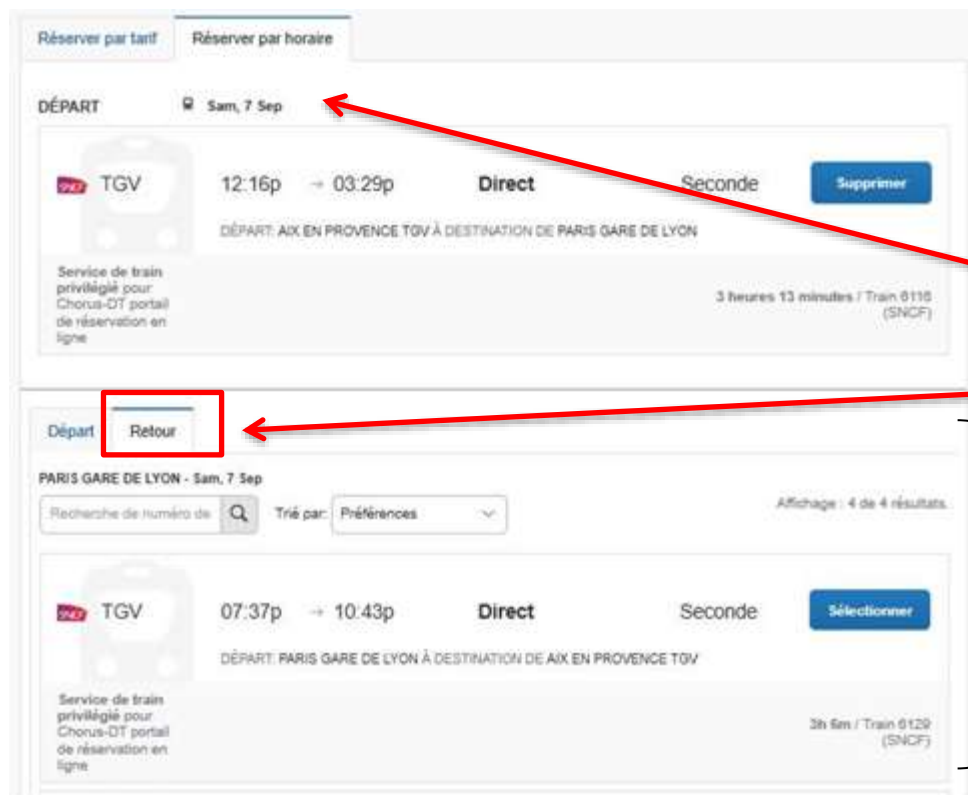 Réserver par tarif Réserver par horaire
DÉPART Sam, 7 Sep
SNCF TGV 12:16p → 03:29p Direct Seconde Supprimer
DÉPART: AIX EN PROVENCE TGV À DESTINATION DE PARIS GARE DE LYON
Service de train
privilégié pour
Chorus-DT portail
de réservation en
ligne
3 heures 13 minutes / Train 6116
(SNCF)
Départ Retour
PARIS GARE DE LYON - Sam, 7 Sep
Recherche de numéro de Trié par: Préférences
Affichage : 4 de 4 résultats.
SNCF TGV 07:37p → 10:43p Direct Seconde Sélectionner
DÉPART: PARIS GARE DE LYON À DESTINATION DE AIX EN PROVENCE TGV
Service de train
privilégié pour
Chorus-DT portail
de réservation en
ligne
3h 6m / Train 6129
(SNCF)